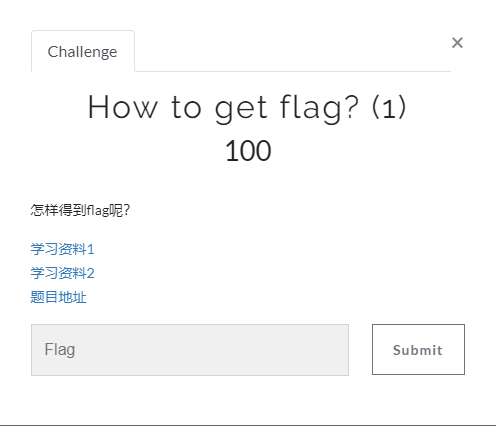 Challenge
×
How to get flag? (1)
100
怎样得到flag呢?
学习资料1
学习资料2
题目地址
Flag
Submit